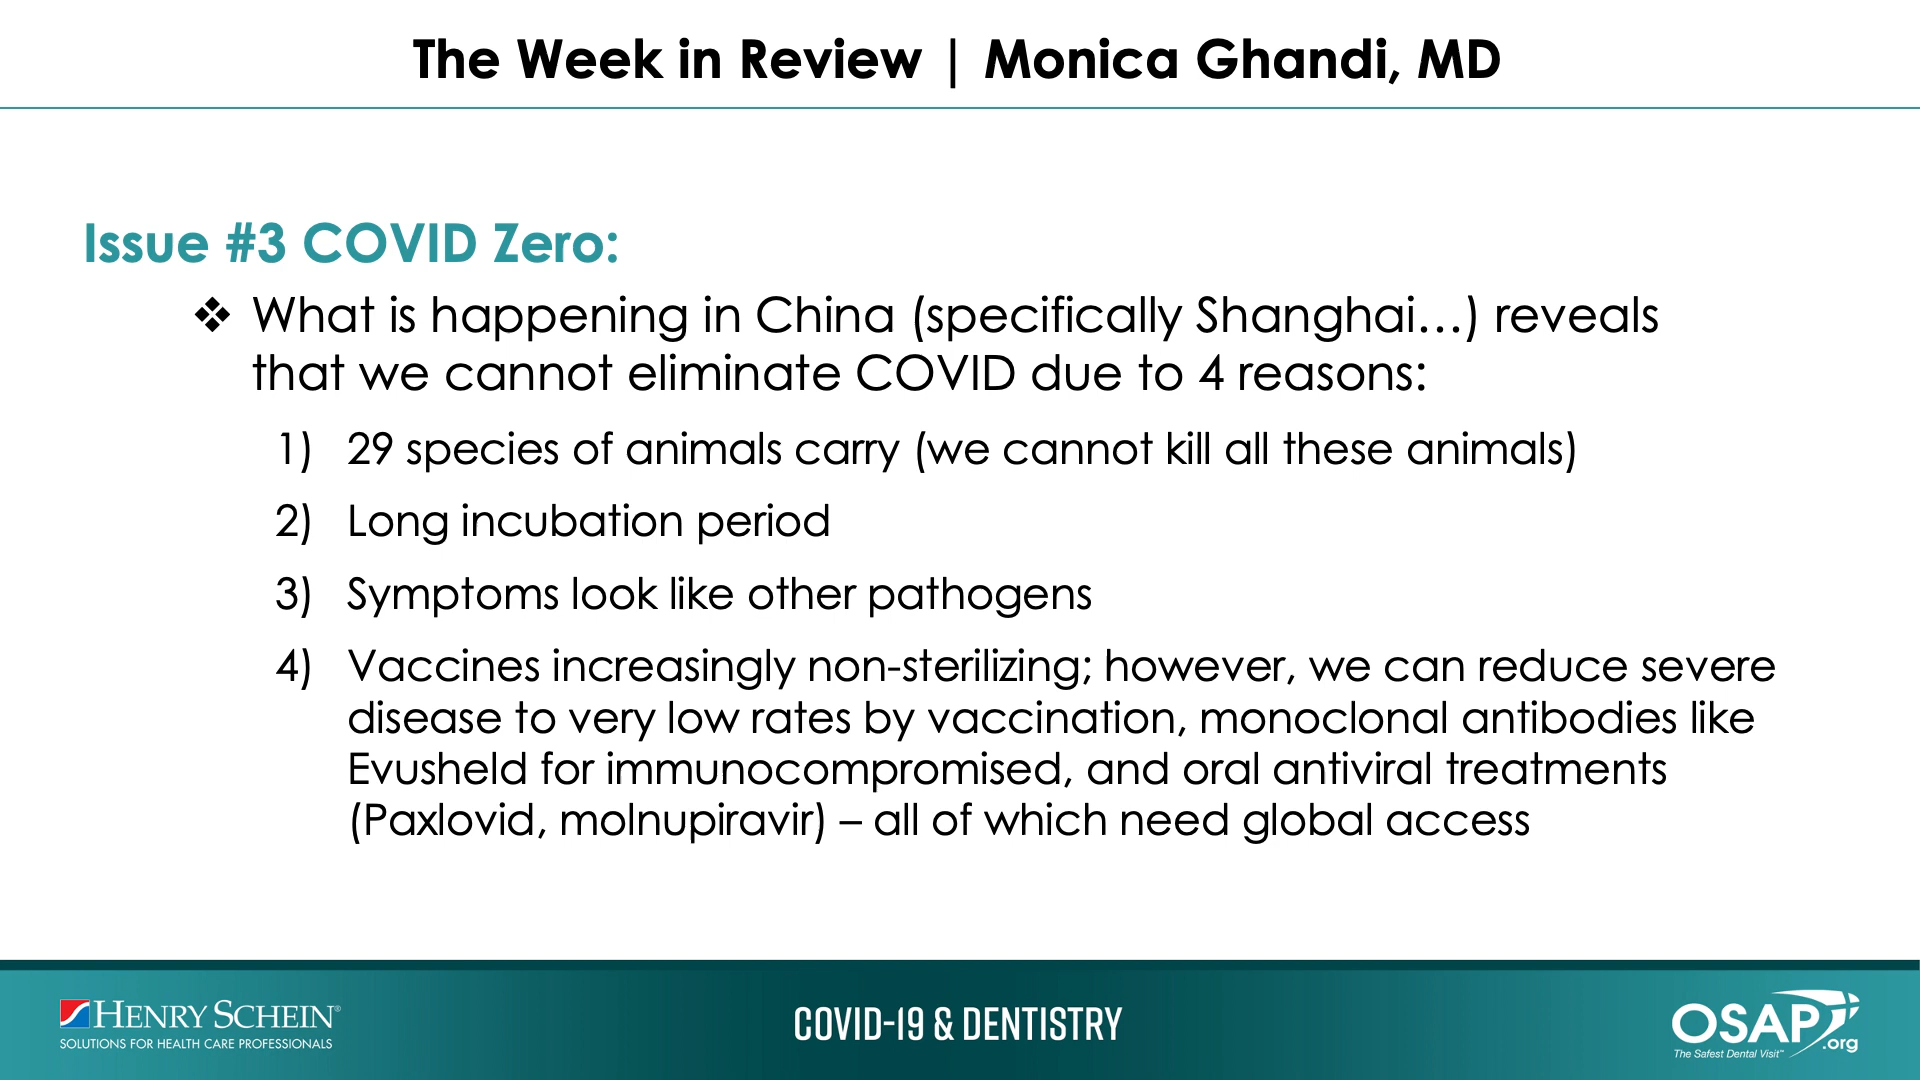 The Week in Review | Monica Ghandi, MD
Issue #3 COVID Zero:
❖ What is happening in China (specifically Shanghai…) reveals
that we cannot eliminate COVID due to 4 reasons:
1) 29 species of animals carry (we cannot kill all these animals)
2) Long incubation period
3) Symptoms look like other pathogens
4) Vaccines increasingly non-sterilizing; however, we can reduce severe
disease to very low rates by vaccination, monoclonal antibodies like
Evusheld for immunocompromised, and oral antiviral treatments
(Paxlovid, molnupiravir) – all of which need global access
HENRY SCHEIN®
SOLUTIONS FOR HEALTH CARE PROFESSIONALS
COVID-19 & DENTISTRY
OSAP
.org
The Safest Dental Visit™